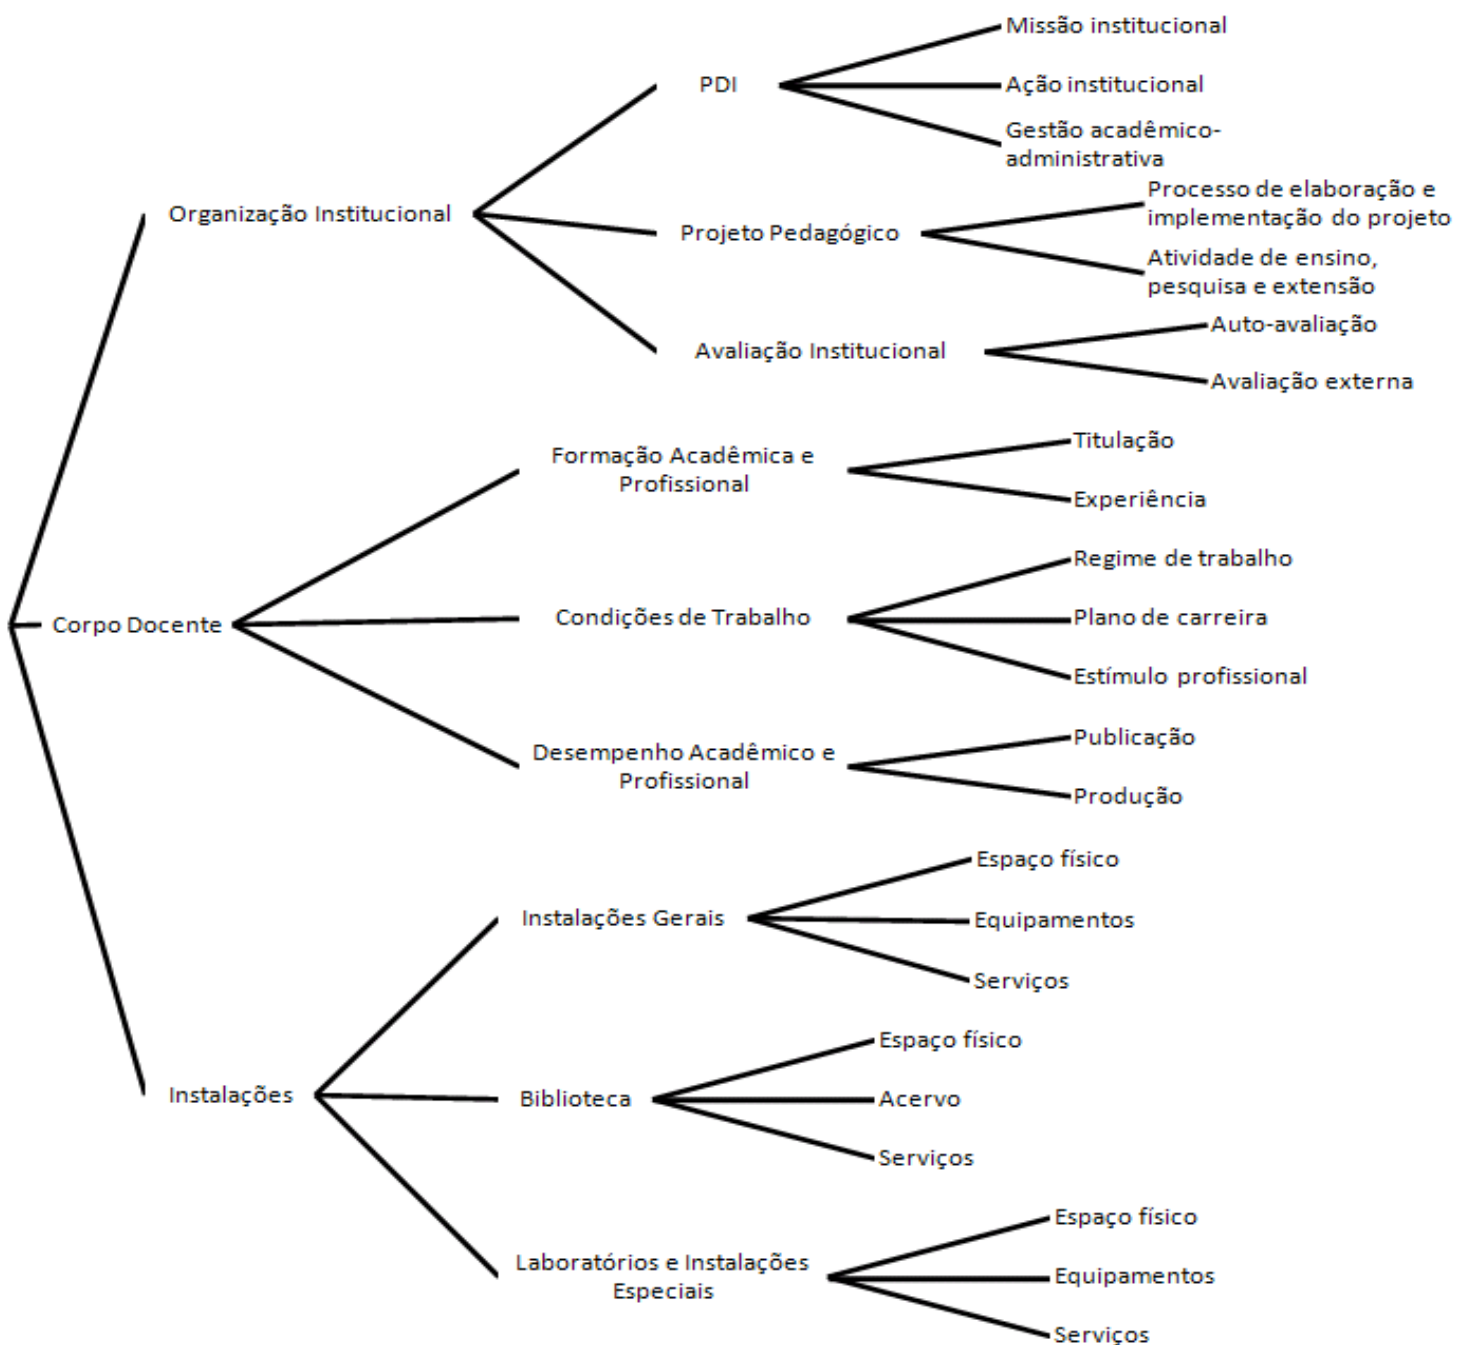 Missão institucional
PDI
Ação institucional
Gestão acadêmico-
administrativa
Organização Institucional
Projeto Pedagógico
Processo de elaboração e
implementação do projeto
Atividade de ensino,
pesquisa e extensão
Avaliação Institucional
Auto-avaliação
Avaliação externa
Corpo Docente
Formação Acadêmica e
Profissional
Titulação
Experiência
Condições de Trabalho
Regime de trabalho
Plano de carreira
Estímulo profissional
Desempenho Acadêmico e
Profissional
Publicação
Produção
Instalações
Instalações Gerais
Espaço físico
Equipamentos
Serviços
Biblioteca
Espaço físico
Acervo
Serviços
Laboratórios e Instalações
Especiais
Espaço físico
Equipamentos
Serviços